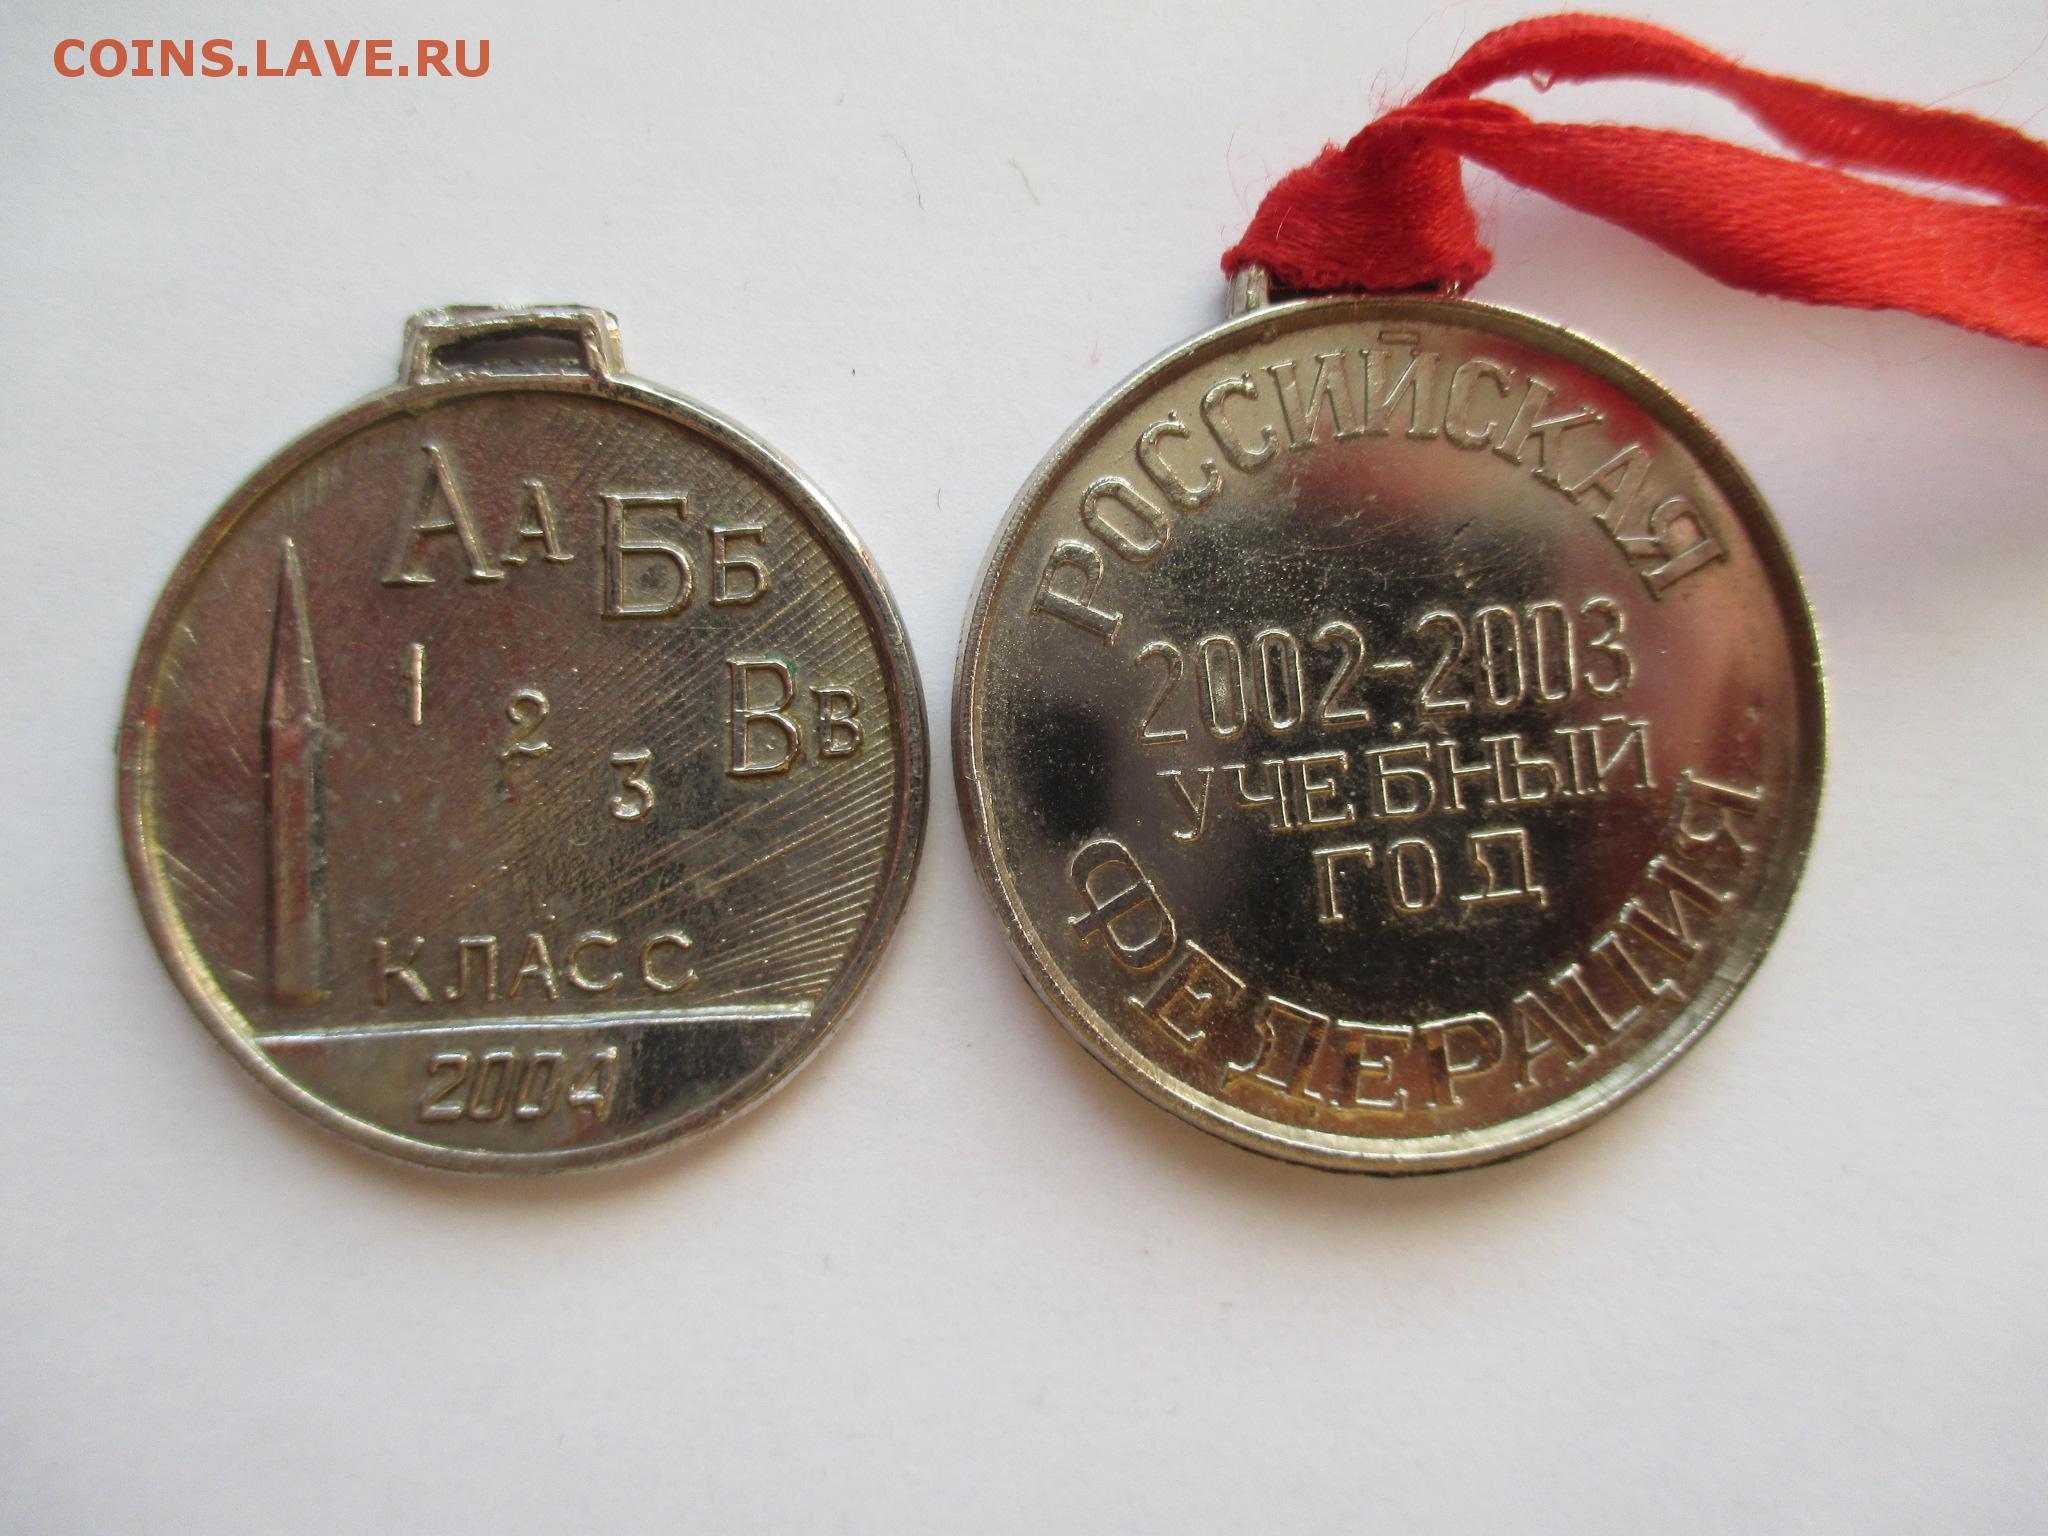 COINS.LAVE.RU
Аа Бб
Вв
1
2
3
КЛАСС
2004
РОССИЙСКАЯ
2002-2003
УЧЕБНЫЙ
ГОД
ФЕДЕРАЦИЯ